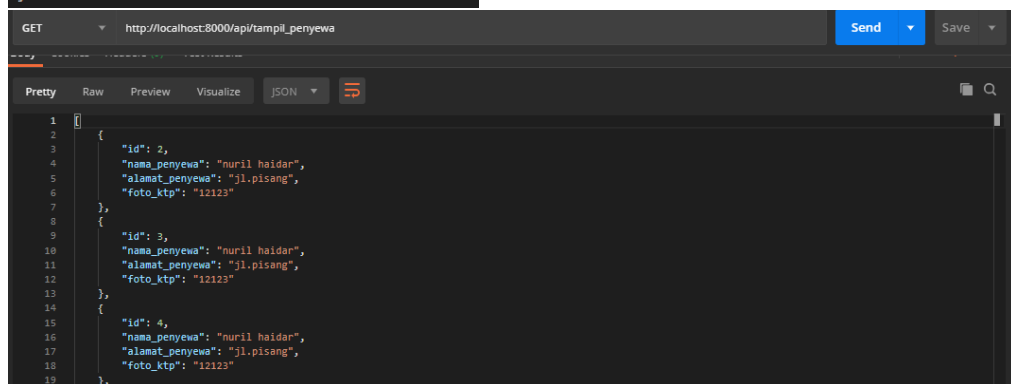 GET http://localhost:8000/api/tampil_penyewa Send Save
Pretty Raw Preview Visualize JSON
1 [
2 {
3 "id": 2,
4 "nama_penyewa": "nuril haidar",
5 "alamat_penyewa": "jl.pisang",
6 "foto_ktp": "12123"
7 },
8 {
9 "id": 3,
10 "nama_penyewa": "nuril haidar",
11 "alamat_penyewa": "jl.pisang",
12 "foto_ktp": "12123"
13 },
14 {
15 "id": 4,
16 "nama_penyewa": "nuril haidar",
17 "alamat_penyewa": "jl.pisang",
18 "foto_ktp": "12123"
19 },